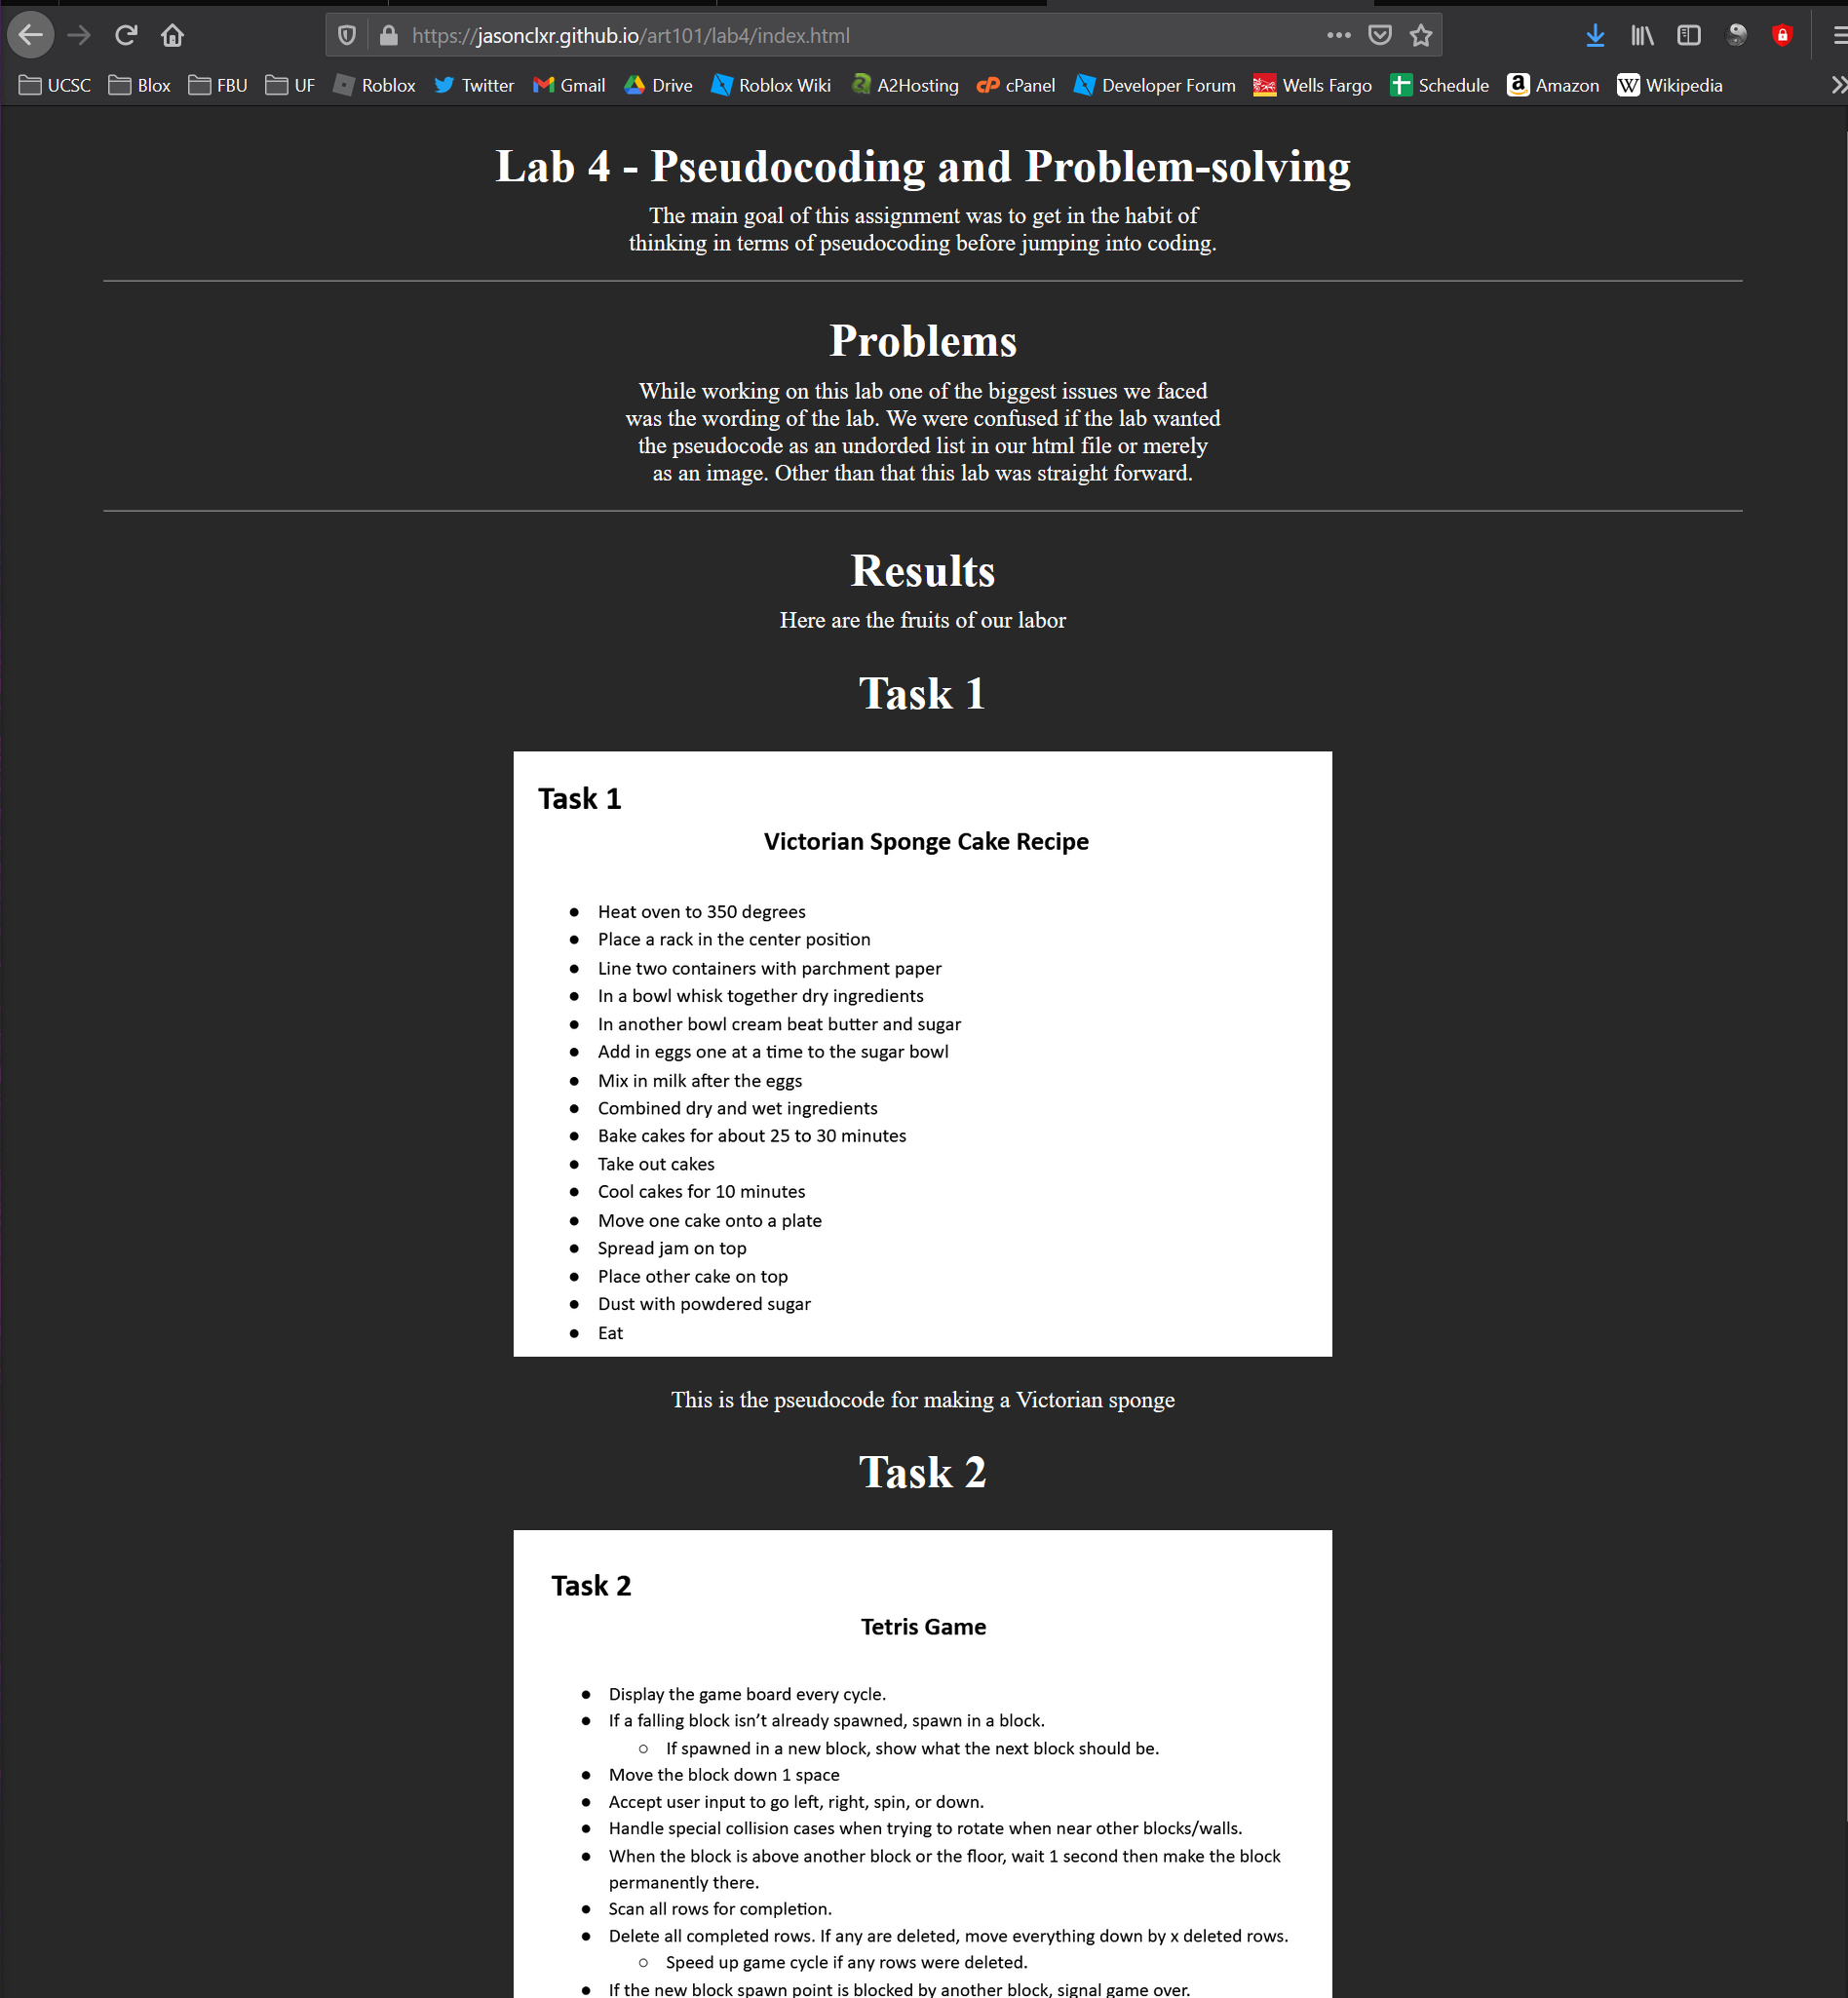 https://jasonclxr.github.io/art101/lab4/index.html
UCSC Blox FBU UF Roblox Twitter Gmail Drive Roblox Wiki A2Hosting cPanel Developer Forum Wells Fargo Schedule Amazon Wikipedia
Lab 4 - Pseudocoding and Problem-solving
The main goal of this assignment was to get in the habit of
thinking in terms of pseudocoding before jumping into coding.
Problems
While working on this lab one of the biggest issues we faced
was the wording of the lab. We were confused if the lab wanted
the pseudocode as an undorded list in our html file or merely
as an image. Other than that this lab was straight forward.
Results
Here are the fruits of our labor
Task 1
Task 1
Victorian Sponge Cake Recipe
● Heat oven to 350 degrees
● Place a rack in the center position
● Line two containers with parchment paper
● In a bowl whisk together dry ingredients
● In another bowl cream beat butter and sugar
● Add in eggs one at a time to the sugar bowl
● Mix in milk after the eggs
● Combined dry and wet ingredients
● Bake cakes for about 25 to 30 minutes
● Take out cakes
● Cool cakes for 10 minutes
● Move one cake onto a plate
● Spread jam on top
● Place other cake on top
● Dust with powdered sugar
● Eat
This is the pseudocode for making a Victorian sponge
Task 2
Task 2
Tetris Game
● Display the game board every cycle.
● If a falling block isn't already spawned, spawn in a block.
○ If spawned in a new block, show what the next block should be.
● Move the block down 1 space
● Accept user input to go left, right, spin, or down.
● Handle special collision cases when trying to rotate when near other blocks/walls.
● When the block is above another block or the floor, wait 1 second then make the block
permanently there.
● Scan all rows for completion.
● Delete all completed rows. If any are deleted, move everything down by x deleted rows.
○ Speed up game cycle if any rows were deleted.
● If the new block spawn point is blocked by another block, signal game over.